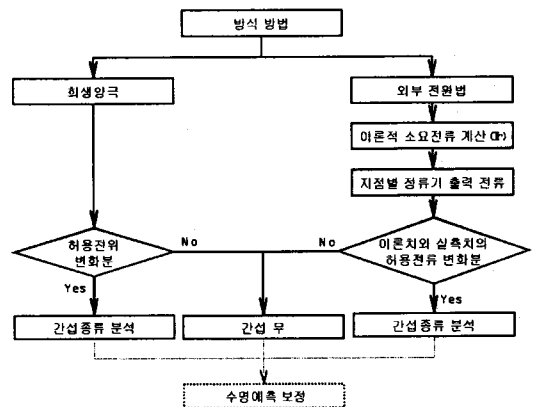 방식 방법
희생양극
외부 전원법
이론적 소요전류 계산 (Ith)
지점별 정류기 출력 전류
허용전위
변화분
No
No
이론치와 실측치의
허용전류 변화분
Yes
Yes
간섭종류 분석
간섭 무
간섭종류 분석
수명예측 보정